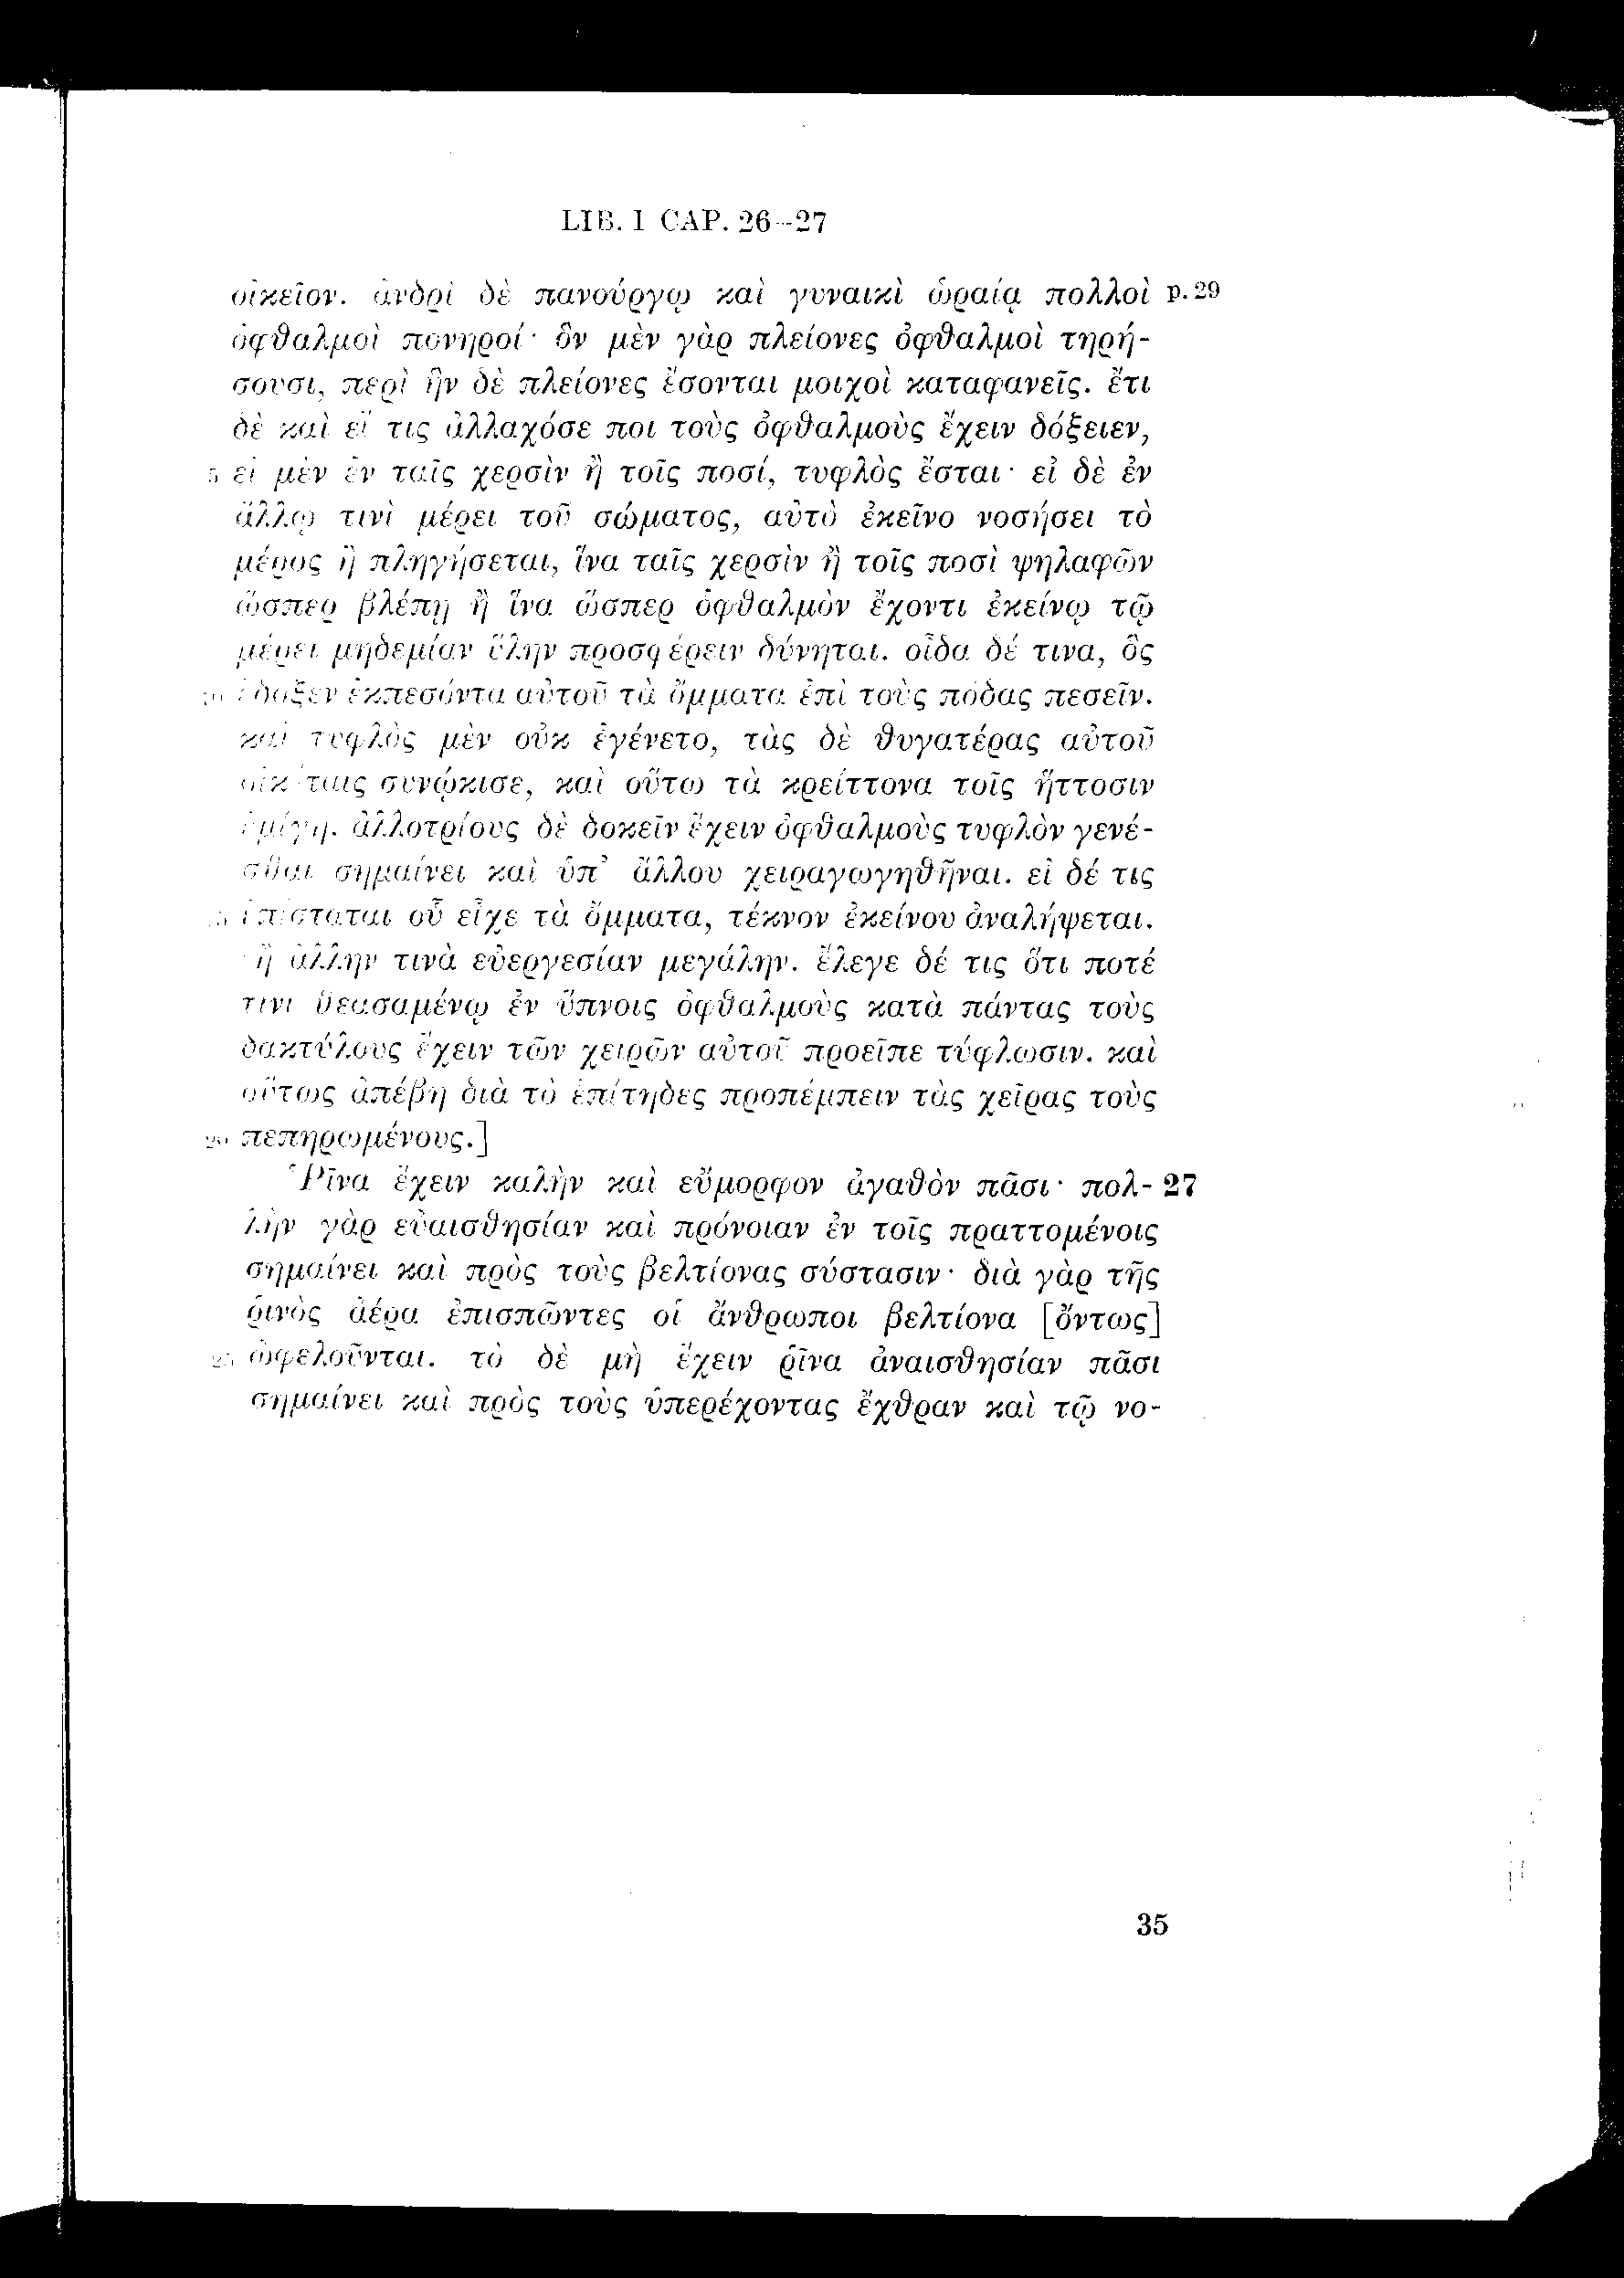 LIB. I CAP. 26--27
οἰκεῖον. ἀνδρὶ δὲ πανούργῳ καὶ γυναικὶ ὡραίᾳ πολλοὶ p. 29
ὀφθαλμοὶ πονηροί· ὃν μὲν γὰρ πλείονες ὀφθαλμοὶ τηρή-
σουσι, περὶ ἣν δὲ πλείονες ἔσονται μοιχοὶ καταφανεῖς. ἔτι
δὲ καὶ εἴ τις ἀλλαχόσε ποι τοὺς ὀφθαλμοὺς ἔχειν δόξειεν,
5 εἰ μὲν ἐν ταῖς χερσὶν ἢ τοῖς ποσί, τυφλὸς ἔσται· εἰ δὲ ἐν
ἄλλῳ τινὶ μέρει τοῦ σώματος, αὐτὸ ἐκεῖνο νοσήσει τὸ
μέρος ἢ πληγήσεται, ἵνα ταῖς χερσὶν ἢ τοῖς ποσὶ ψηλαφῶν
ὥσπερ βλέπῃ ἢ ἵνα ὥσπερ ὀφθαλμὸν ἔχοντι ἐκείνῳ τῷ
μέρει μηδεμίαν ὕλην προσφέρειν δύνηται. οἶδα δέ τινα, ὃς
10 ἔδοξεν ἐκπεσόντα αὐτοῦ τὰ ὄμματα ἐπὶ τοὺς πόδας πεσεῖν.
καὶ τυφλὸς μὲν οὐκ ἐγένετο, τὰς δὲ θυγατέρας αὐτοῦ
οἰκέταις συνῴκισε, καὶ οὕτω τὰ κρείττονα τοῖς ἥττοσιν
ἐμίγη. ἀλλοτρίους δὲ δοκεῖν ἔχειν ὀφθαλμοὺς τυφλὸν γενέ-
σθαι σημαίνει καὶ ὑπ' ἄλλου χειραγωγηθῆναι. εἰ δέ τις
15 ἐπίσταται οὗ εἶχε τὰ ὄμματα, τέκνον ἐκείνου ἀναλήψεται.
ἢ ἄλλην τινὰ εὐεργεσίαν μεγάλην. ἔλεγε δέ τις ὅτι ποτέ
τινι θεασαμένῳ ἐν ὕπνοις ὀφθαλμοὺς κατὰ πάντας τοὺς
δακτύλους ἔχειν τῶν χειρῶν αὐτοῦ προεῖπε τύφλωσιν. καὶ
οὕτως ἀπέβη διὰ τὸ ἐπίτηδες προπέμπειν τὰς χεῖρας τοὺς
20 πεπηρωμένους.]
Ῥῖνα ἔχειν καλὴν καὶ εὔμορφον ἀγαθὸν πᾶσι· πολ- 27
λὴν γὰρ εὐαισθησίαν καὶ πρόνοιαν ἐν τοῖς πραττομένοις
σημαίνει καὶ πρὸς τοὺς βελτίονας σύστασιν· διὰ γὰρ τῆς
ῥινὸς ἀέρα ἐπισπῶντες οἱ ἄνθρωποι βελτίονα [ὄντως]
25 ὠφελοῦνται. τὸ δὲ μὴ ἔχειν ῥῖνα ἀναισθησίαν πᾶσι
σημαίνει καὶ πρὸς τοὺς ὑπερέχοντας ἔχθραν καὶ τῷ νο-
35